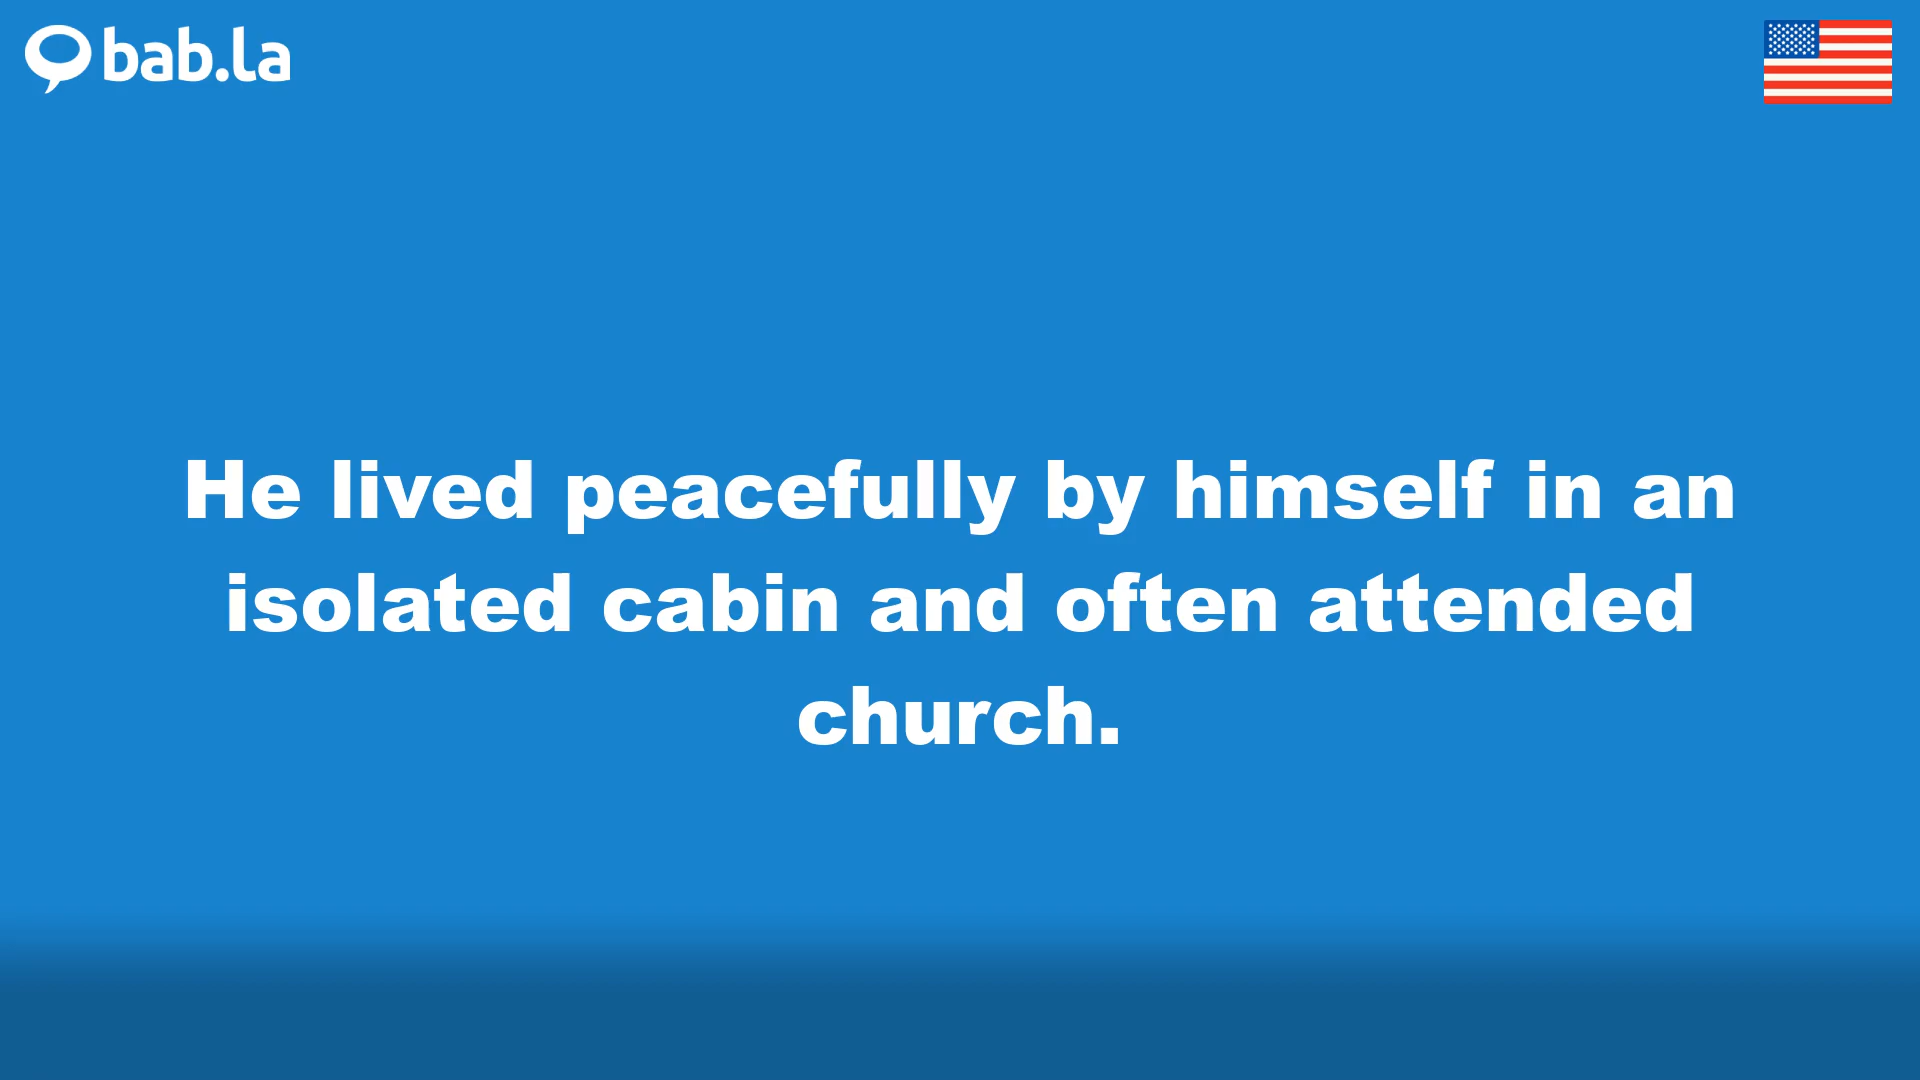 bab.la
He lived peacefully by himself in an
isolated cabin and often attended
church.